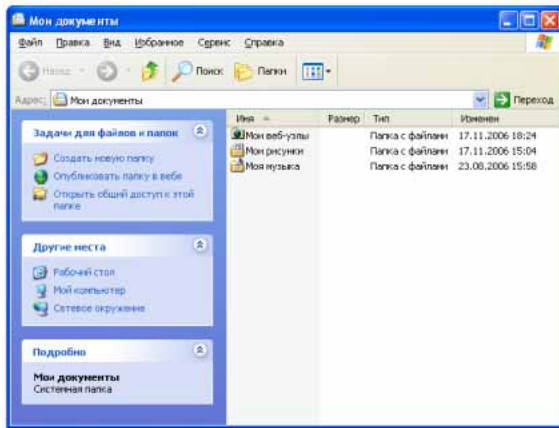 Мои документы
Файл Правка Вид Избранное Сервис Справка
Назад Поиск Папки
Адрес: Мои документы Переход
Имя Размер Тип Изменен
Мои веб-узлы Папка с файлами 17.11.2006 18:24
Мои рисунки Папка с файлами 17.11.2006 15:04
Моя музыка Папка с файлами 23.08.2006 15:58
Задачи для файлов и папок
Создать новую папку
Опубликовать папку в вебе
Открыть общий доступ к этой
папке
Другие места
Рабочий стол
Мой компьютер
Сетевое окружение
Подробно
Мои документы
Системная папка